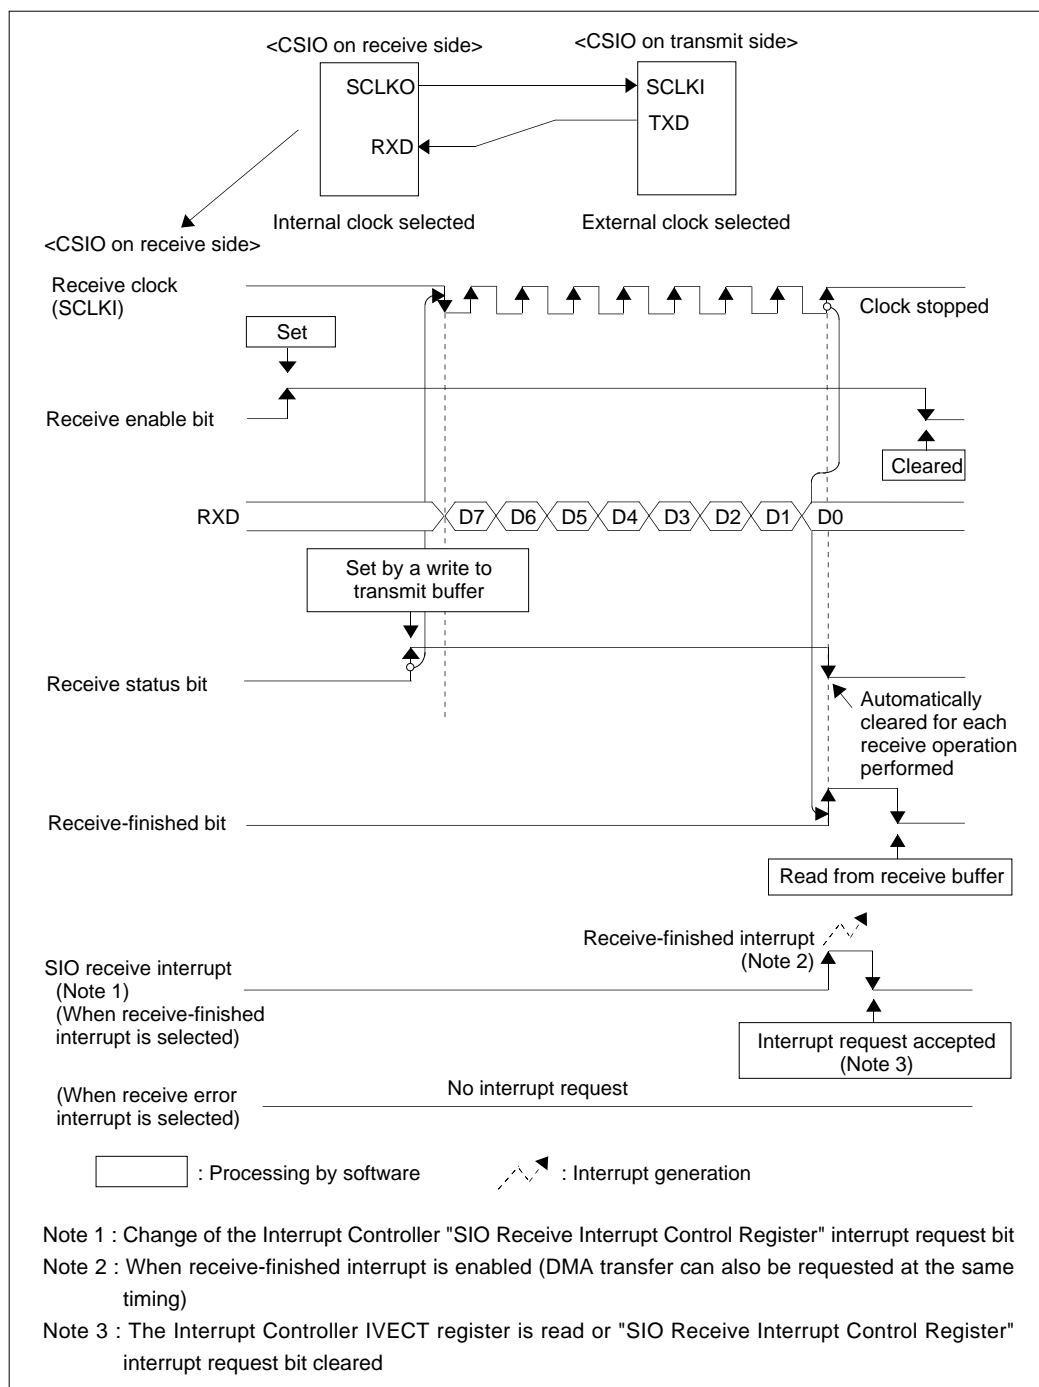 <CSIO on receive side>
<CSIO on transmit side>
SCLKO
SCLKI
TXD
RXD
Internal clock selected
External clock selected
<CSIO on receive side>
Receive clock
(SCLKI)
Clock stopped
Set
Receive enable bit
Cleared
RXD
D7
D6
D5
D4
D3
D2
D1
D0
Set by a write to
transmit buffer
Receive status bit
Automatically
cleared for each
receive operation
performed
Receive-finished bit
Read from receive buffer
Receive-finished interrupt
(Note 2)
SIO receive interrupt
(Note 1)
(When receive-finished
interrupt is selected)
Interrupt request accepted
(Note 3)
(When receive error
interrupt is selected)
No interrupt request
: Processing by software
: Interrupt generation
Note 1 : Change of the Interrupt Controller "SIO Receive Interrupt Control Register" interrupt request bit
Note 2 : When receive-finished interrupt is enabled (DMA transfer can also be requested at the same
timing)
Note 3 : The Interrupt Controller IVECT register is read or "SIO Receive Interrupt Control Register"
interrupt request bit cleared